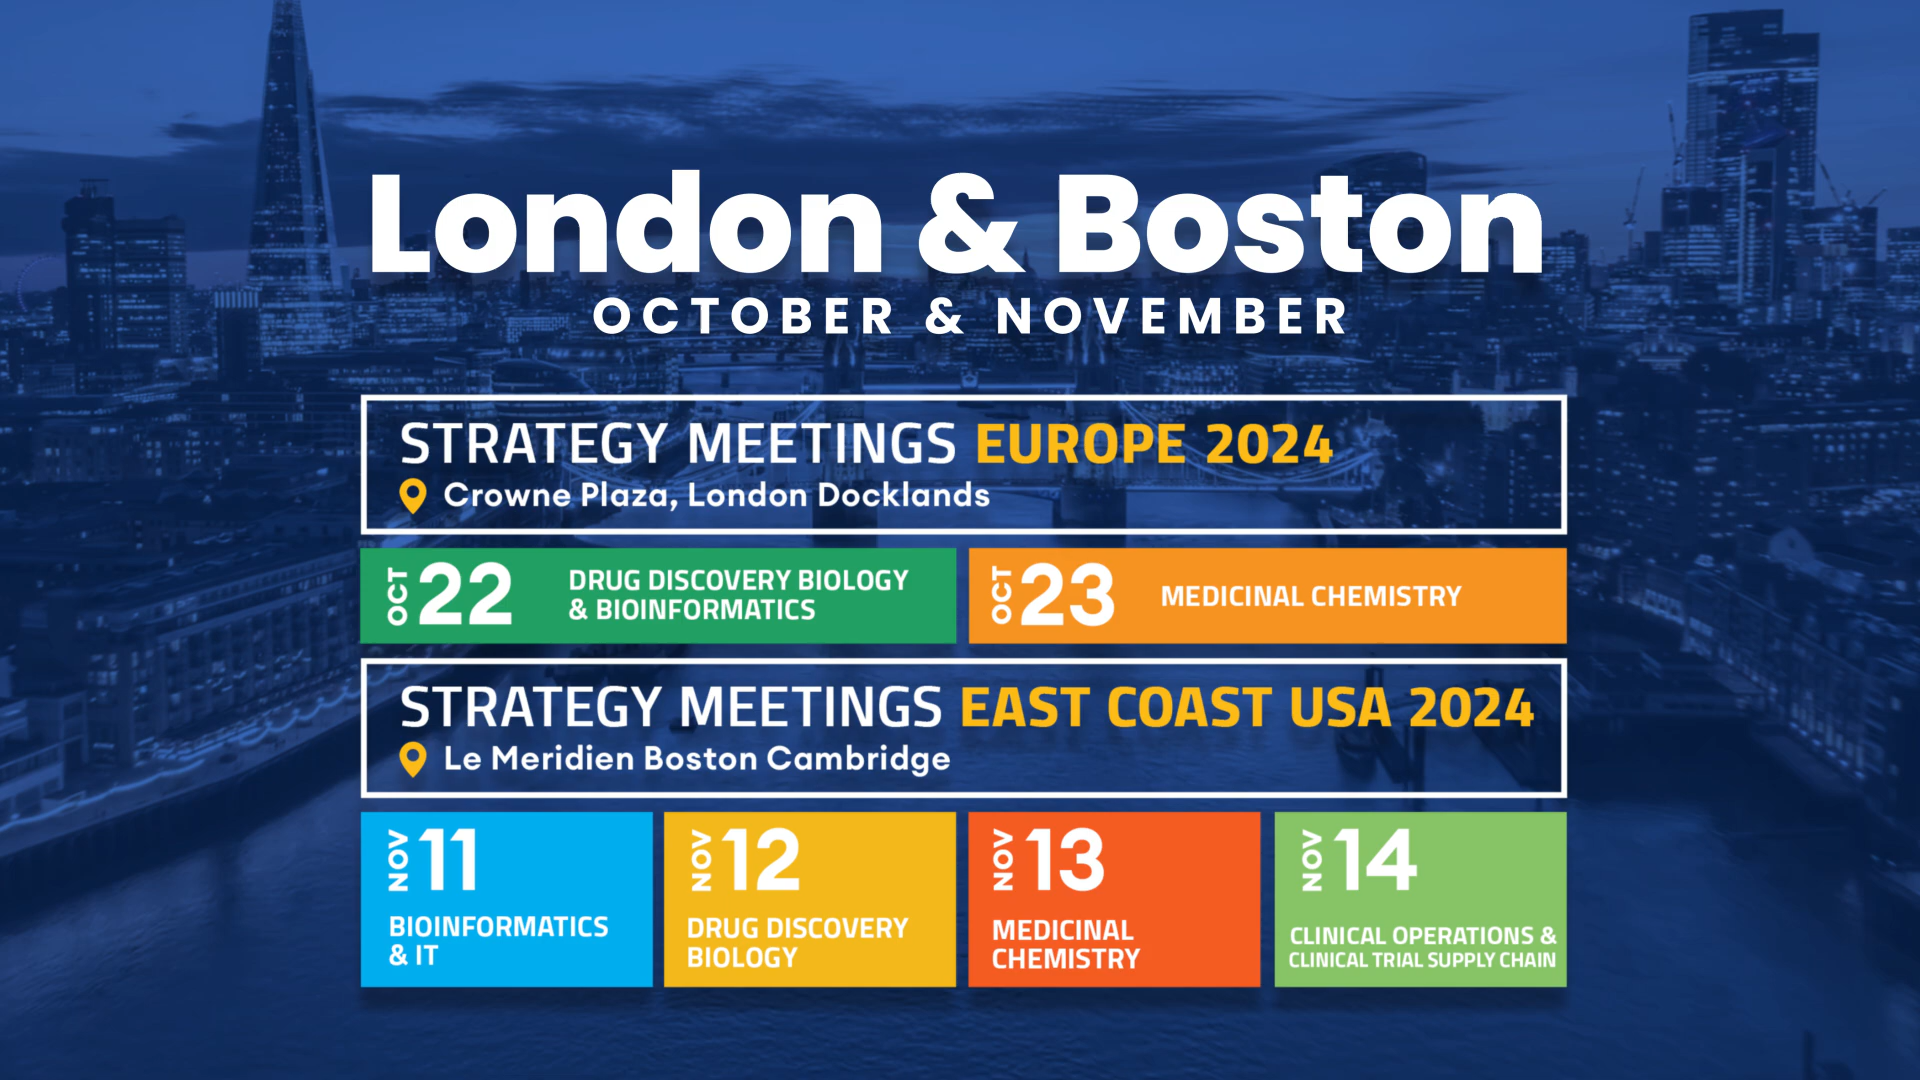 London & Boston
OCTOBER & NOVEMBER
STRATEGY MEETINGS EUROPE 2024
Crowne Plaza, London Docklands
OCT 22
DRUG DISCOVERY BIOLOGY
& BIOINFORMATICS
OCT 23
MEDICINAL CHEMISTRY
STRATEGY MEETINGS EAST COAST USA 2024
Le Meridien Boston Cambridge
NOV 11
BIOINFORMATICS
& IT
NOV 12
DRUG DISCOVERY
BIOLOGY
NOV 13
MEDICINAL
CHEMISTRY
NOV 14
CLINICAL OPERATIONS &
CLINICAL TRIAL SUPPLY CHAIN